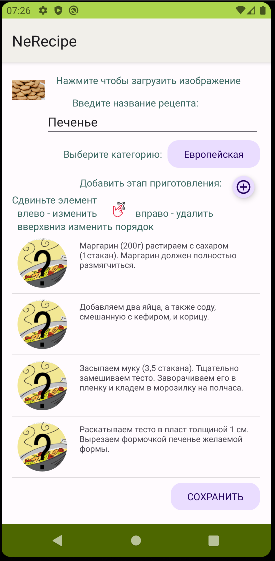 07:26
NeRecipe
Нажмите чтобы загрузить изображение
Введите название рецепта:
Печенье
Выберите категорию:
Европейская
Добавить этап приготовления:
Сдвиньте элемент
влево - изменить вправо - удалить
вверхвниз изменить порядок
Маргарин (200г) растираем с сахаром
(1стакан). Маргарин должен полностью
размягчиться.
Добавляем два яйца, а также соду,
смешанную с кефиром, и корицу.
Засыпаем муку (3,5 стакана). Тщательно
замешиваем тесто. Заворачиваем его в
пленку и кладем в морозилку на полчаса.
Раскатываем тесто в пласт толщиной 1 см.
Вырезаем формочкой печенье желаемой
формы.
СОХРАНИТЬ